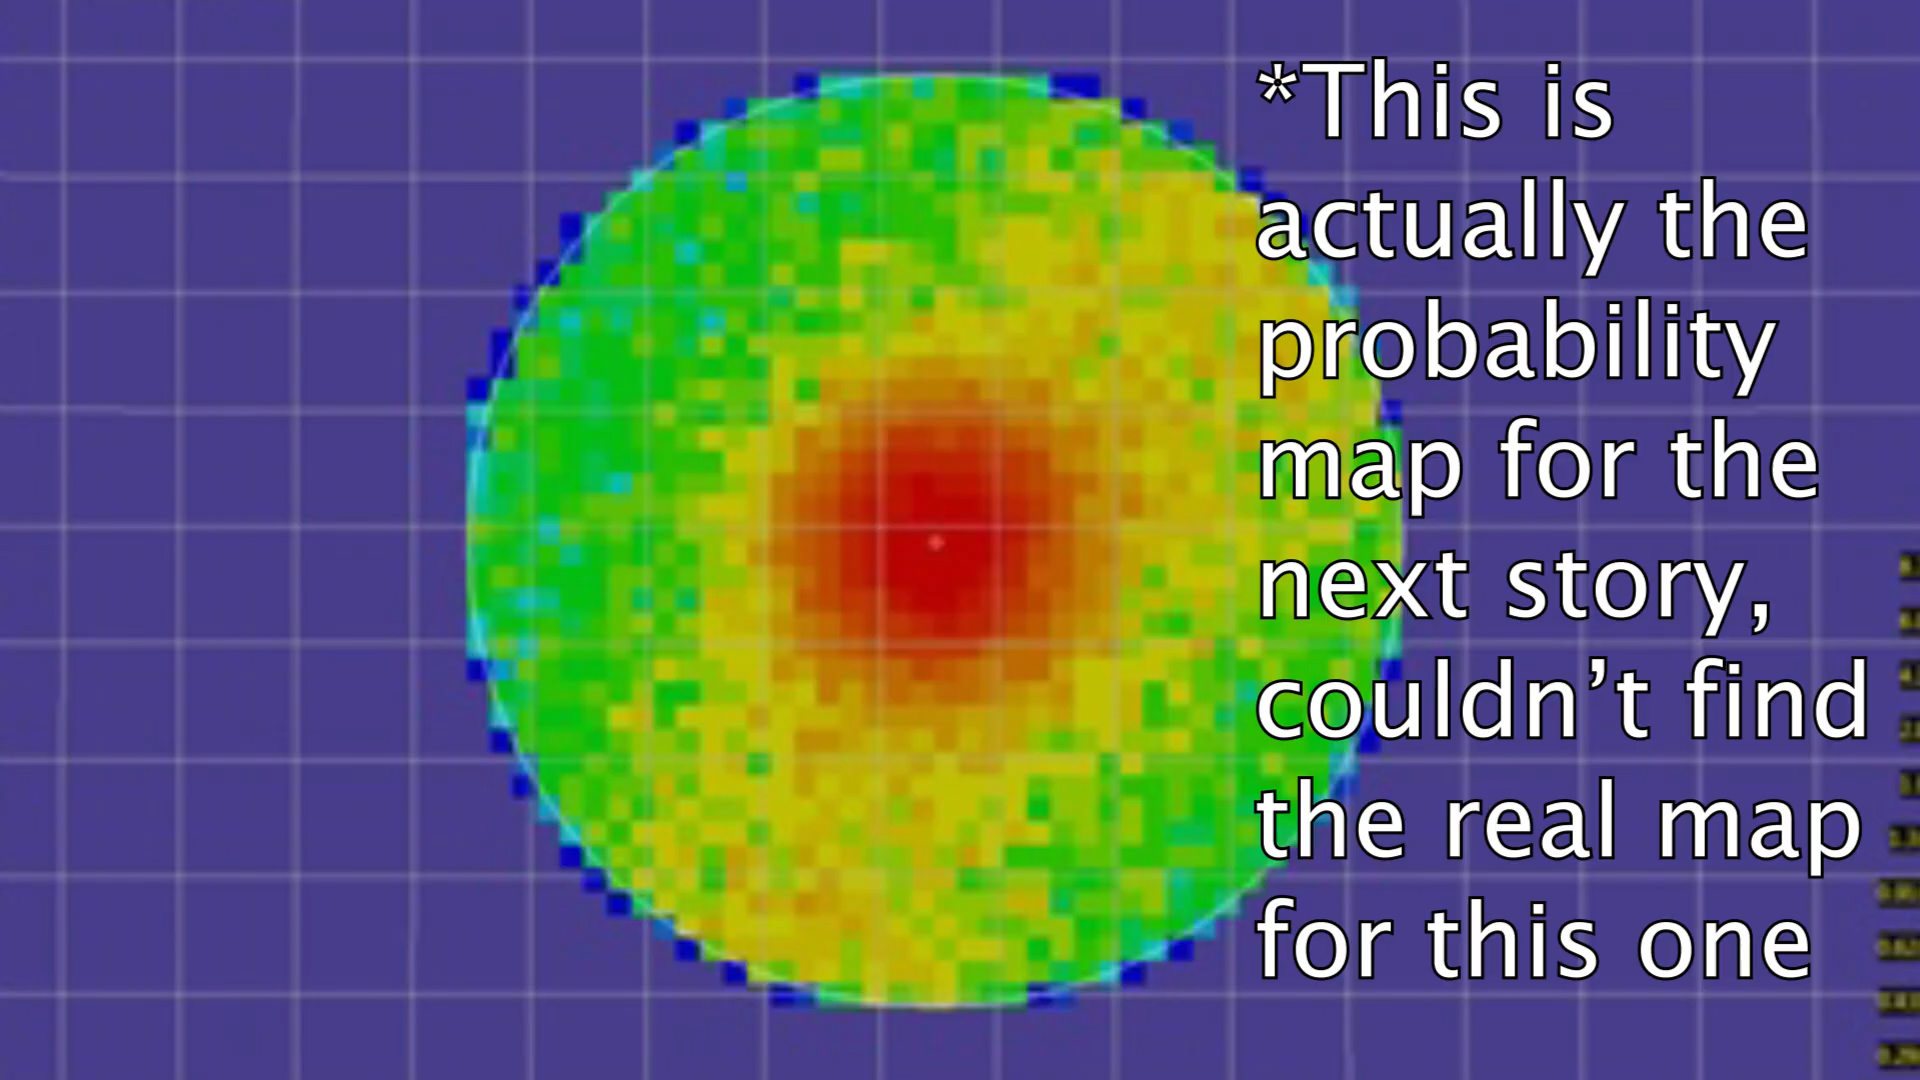 *This is
actually the
probability
map for the
next story,
couldn’t find
the real map
for this one